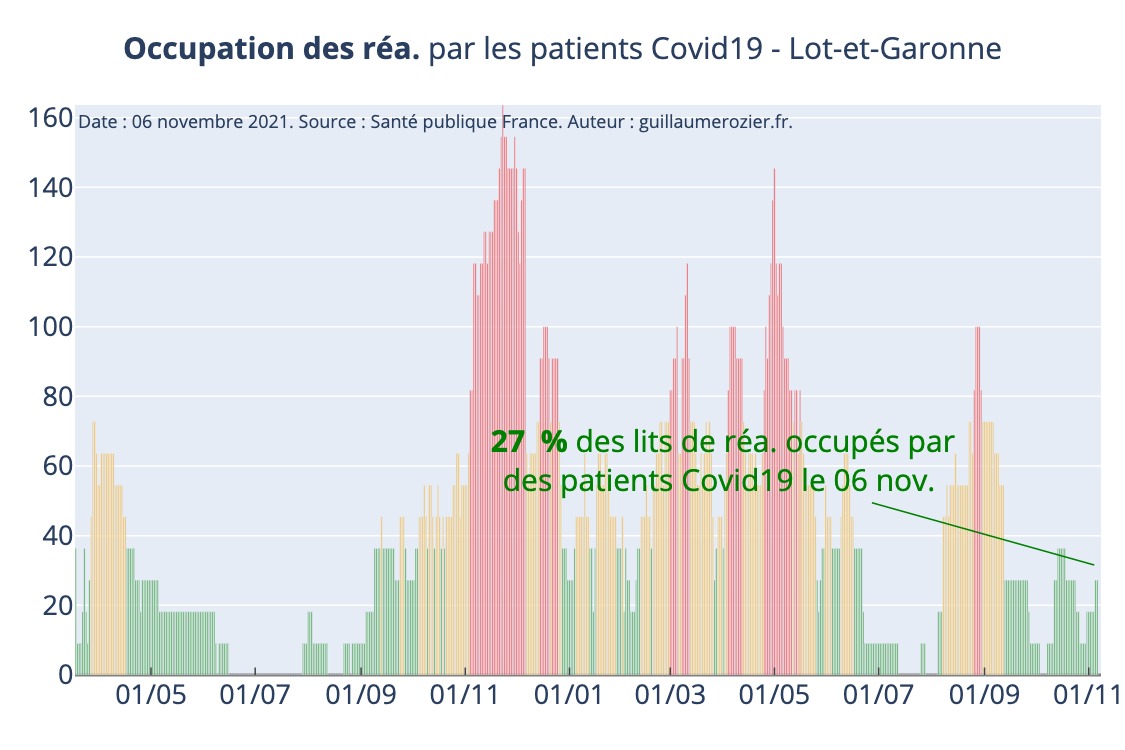 Occupation des réa. par les patients Covid19 - Lot-et-Garonne
160
Date : 06 novembre 2021. Source : Santé publique France. Auteur : guillaumerozier.fr.
140
120
100
80
27 % des lits de réa. occupés par
des patients Covid19 le 06 nov.
60
40
20
0
01/05 01/07 01/09 01/11 01/01 01/03 01/05 01/07 01/09 01/11